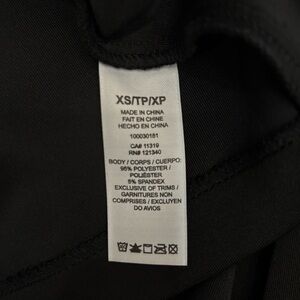 XS/TP/XP
MADE IN CHINA
FAIT EN CHINE
HECHO EN CHINA
100030181
CA# 11319
RN# 121340
BODY / CORPS / CUERPO:
95% POLYESTER /
POLIÉSTER
5% SPANDEX
EXCLUSIVE OF TRIMS /
GARNITURES NON
COMPRISES / EXCLUYEN
DO AVIOS